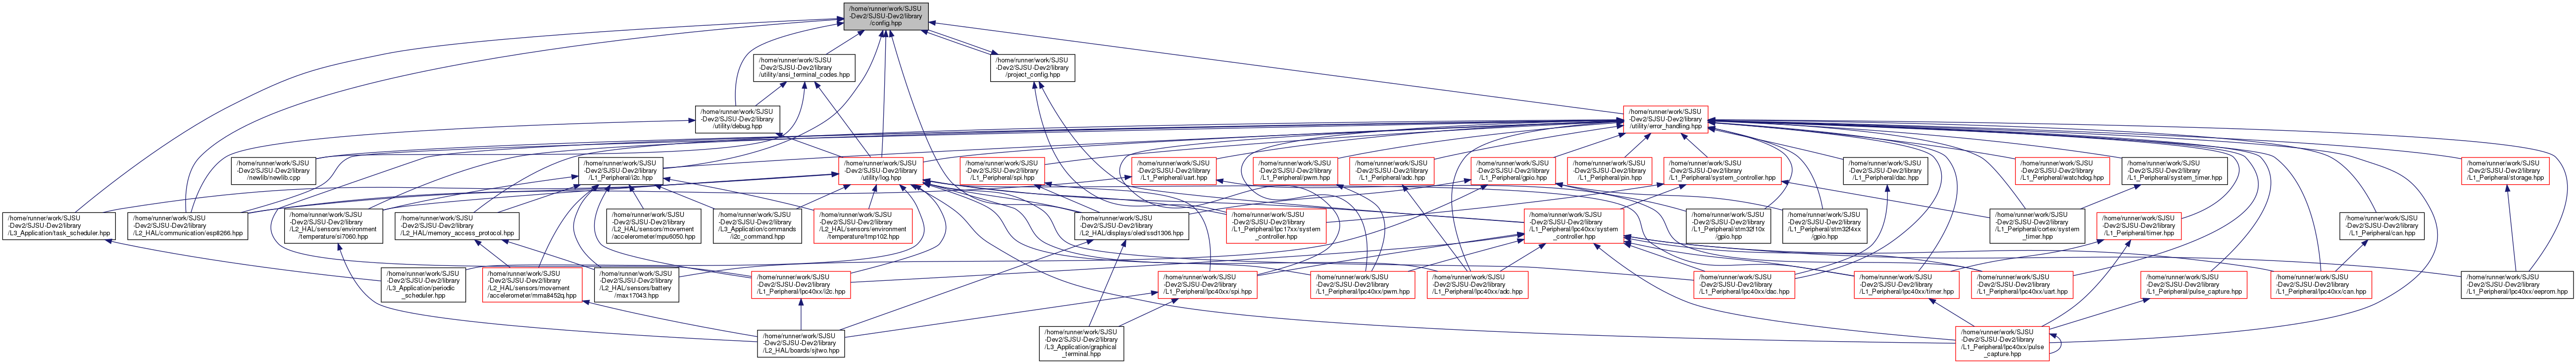 /home/runner/work/SJSU
-Dev2/SJSU-Dev2/library
/config.hpp
/home/runner/work/SJSU
-Dev2/SJSU-Dev2/library
/utility/ansi_terminal_codes.hpp
/home/runner/work/SJSU
-Dev2/SJSU-Dev2/library
/project_config.hpp
/home/runner/work/SJSU
-Dev2/SJSU-Dev2/library
/utility/debug.hpp
/home/runner/work/SJSU
-Dev2/SJSU-Dev2/library
/utility/error_handling.hpp
/home/runner/work/SJSU
-Dev2/SJSU-Dev2/library
/newlib/newlib.cpp
/home/runner/work/SJSU
-Dev2/SJSU-Dev2/library
/L1_Peripheral/i2c.hpp
/home/runner/work/SJSU
-Dev2/SJSU-Dev2/library
/utility/log.hpp
/home/runner/work/SJSU
-Dev2/SJSU-Dev2/library
/L1_Peripheral/spi.hpp
/home/runner/work/SJSU
-Dev2/SJSU-Dev2/library
/L1_Peripheral/uart.hpp
/home/runner/work/SJSU
-Dev2/SJSU-Dev2/library
/L1_Peripheral/pwm.hpp
/home/runner/work/SJSU
-Dev2/SJSU-Dev2/library
/L1_Peripheral/adc.hpp
/home/runner/work/SJSU
-Dev2/SJSU-Dev2/library
/L1_Peripheral/gpio.hpp
/home/runner/work/SJSU
-Dev2/SJSU-Dev2/library
/L1_Peripheral/pin.hpp
/home/runner/work/SJSU
-Dev2/SJSU-Dev2/library
/L1_Peripheral/system_controller.hpp
/home/runner/work/SJSU
-Dev2/SJSU-Dev2/library
/L1_Peripheral/dac.hpp
/home/runner/work/SJSU
-Dev2/SJSU-Dev2/library
/L1_Peripheral/watchdog.hpp
/home/runner/work/SJSU
-Dev2/SJSU-Dev2/library
/L1_Peripheral/system_timer.hpp
/home/runner/work/SJSU
-Dev2/SJSU-Dev2/library
/L1_Peripheral/storage.hpp
/home/runner/work/SJSU
-Dev2/SJSU-Dev2/library
/L3_Application/task_scheduler.hpp
/home/runner/work/SJSU
-Dev2/SJSU-Dev2/library
/L2_HAL/communication/esp8266.hpp
/home/runner/work/SJSU
-Dev2/SJSU-Dev2/library
/L2_HAL/sensors/environment
/temperature/si7060.hpp
/home/runner/work/SJSU
-Dev2/SJSU-Dev2/library
/L2_HAL/memory_access_protocol.hpp
/home/runner/work/SJSU
-Dev2/SJSU-Dev2/library
/L2_HAL/sensors/movement
/accelerometer/mpu6050.hpp
/home/runner/work/SJSU
-Dev2/SJSU-Dev2/library
/L3_Application/commands
/i2c_command.hpp
/home/runner/work/SJSU
-Dev2/SJSU-Dev2/library
/L2_HAL/sensors/environment
/temperature/tmp102.hpp
/home/runner/work/SJSU
-Dev2/SJSU-Dev2/library
/L2_HAL/displays/oled/ssd1306.hpp
/home/runner/work/SJSU
-Dev2/SJSU-Dev2/library
/L1_Peripheral/lpc17xx/system
_controller.hpp
/home/runner/work/SJSU
-Dev2/SJSU-Dev2/library
/L1_Peripheral/lpc40xx/system
_controller.hpp
/home/runner/work/SJSU
-Dev2/SJSU-Dev2/library
/L1_Peripheral/stm32f10x
/gpio.hpp
/home/runner/work/SJSU
-Dev2/SJSU-Dev2/library
/L1_Peripheral/stm32f4xx
/gpio.hpp
/home/runner/work/SJSU
-Dev2/SJSU-Dev2/library
/L1_Peripheral/cortex/system
_timer.hpp
/home/runner/work/SJSU
-Dev2/SJSU-Dev2/library
/L1_Peripheral/timer.hpp
/home/runner/work/SJSU
-Dev2/SJSU-Dev2/library
/L1_Peripheral/can.hpp
/home/runner/work/SJSU
-Dev2/SJSU-Dev2/library
/L3_Application/periodic
_scheduler.hpp
/home/runner/work/SJSU
-Dev2/SJSU-Dev2/library
/L2_HAL/sensors/movement
/accelerometer/mma8452q.hpp
/home/runner/work/SJSU
-Dev2/SJSU-Dev2/library
/L2_HAL/sensors/battery
/max17043.hpp
/home/runner/work/SJSU
-Dev2/SJSU-Dev2/library
/L1_Peripheral/lpc40xx/i2c.hpp
/home/runner/work/SJSU
-Dev2/SJSU-Dev2/library
/L1_Peripheral/lpc40xx/spi.hpp
/home/runner/work/SJSU
-Dev2/SJSU-Dev2/library
/L1_Peripheral/lpc40xx/pwm.hpp
/home/runner/work/SJSU
-Dev2/SJSU-Dev2/library
/L1_Peripheral/lpc40xx/adc.hpp
/home/runner/work/SJSU
-Dev2/SJSU-Dev2/library
/L1_Peripheral/lpc40xx/dac.hpp
/home/runner/work/SJSU
-Dev2/SJSU-Dev2/library
/L1_Peripheral/lpc40xx/timer.hpp
/home/runner/work/SJSU
-Dev2/SJSU-Dev2/library
/L1_Peripheral/lpc40xx/uart.hpp
/home/runner/work/SJSU
-Dev2/SJSU-Dev2/library
/L1_Peripheral/pulse_capture.hpp
/home/runner/work/SJSU
-Dev2/SJSU-Dev2/library
/L1_Peripheral/lpc40xx/can.hpp
/home/runner/work/SJSU
-Dev2/SJSU-Dev2/library
/L1_Peripheral/lpc40xx/eeprom.hpp
/home/runner/work/SJSU
-Dev2/SJSU-Dev2/library
/L2_HAL/boards/sjtwo.hpp
/home/runner/work/SJSU
-Dev2/SJSU-Dev2/library
/L3_Application/graphical
_terminal.hpp
/home/runner/work/SJSU
-Dev2/SJSU-Dev2/library
/L1_Peripheral/lpc40xx/pulse
_capture.hpp